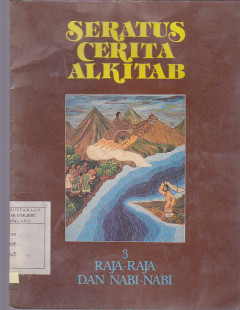 SERATUS
CERITA
ALKITAB
3
RAJA-RAJA
DAN NABI-NABI